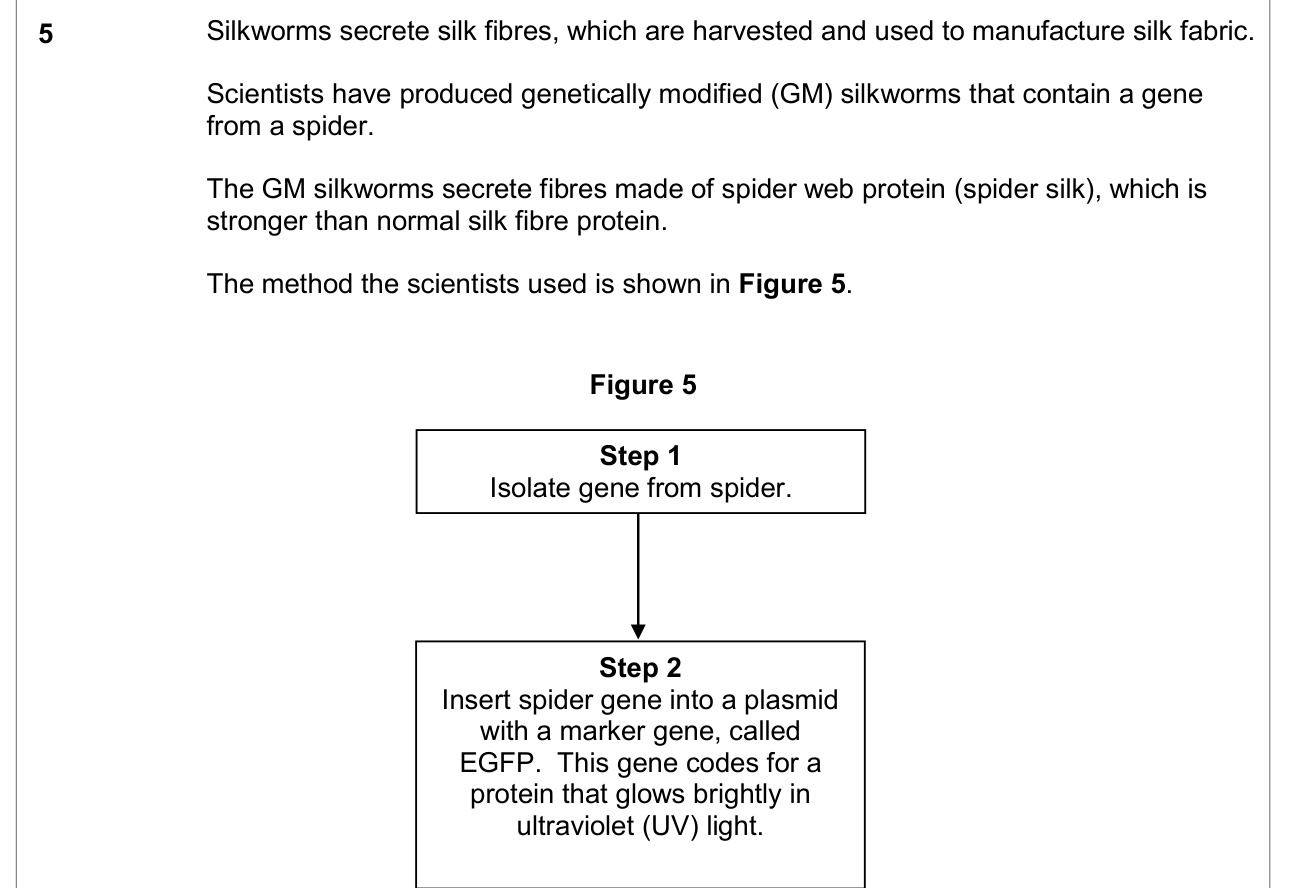 5 Silkworms secrete silk fibres, which are harvested and used to manufacture silk fabric.
Scientists have produced genetically modified (GM) silkworms that contain a gene
from a spider.
The GM silkworms secrete fibres made of spider web protein (spider silk), which is
stronger than normal silk fibre protein.
The method the scientists used is shown in Figure 5.
Figure 5
Step 1
Isolate gene from spider.
Step 2
Insert spider gene into a plasmid
with a marker gene, called
EGFP.  This gene codes for a
protein that glows brightly in
ultraviolet (UV) light.